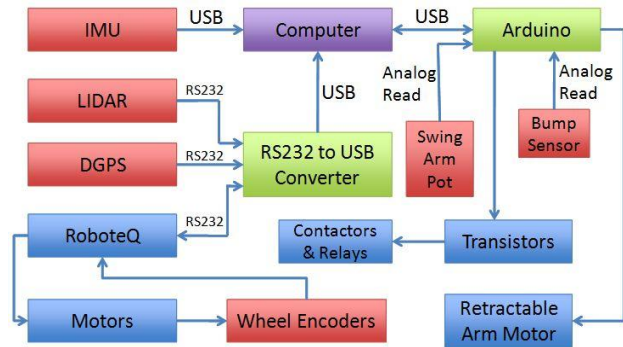 IMU
USB
Computer
USB
Arduino
LIDAR
RS232
USB
Analog
Read
Analog
Read
DGPS
RS232
RS232 to USB
Converter
Swing
Arm
Pot
Bump
Sensor
RoboteQ
RS232
Contactors
& Relays
Transistors
Motors
Wheel Encoders
Retractable
Arm Motor